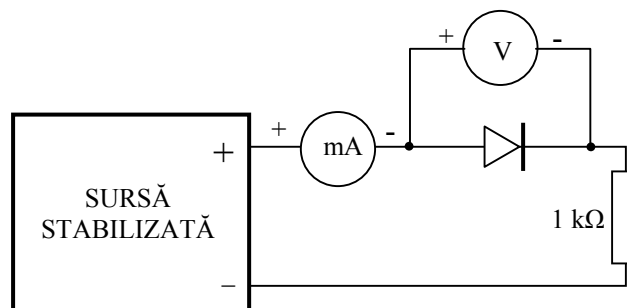 + V -
+ mA -
+
SURSĂ
STABILIZATĂ
1 kΩ
−